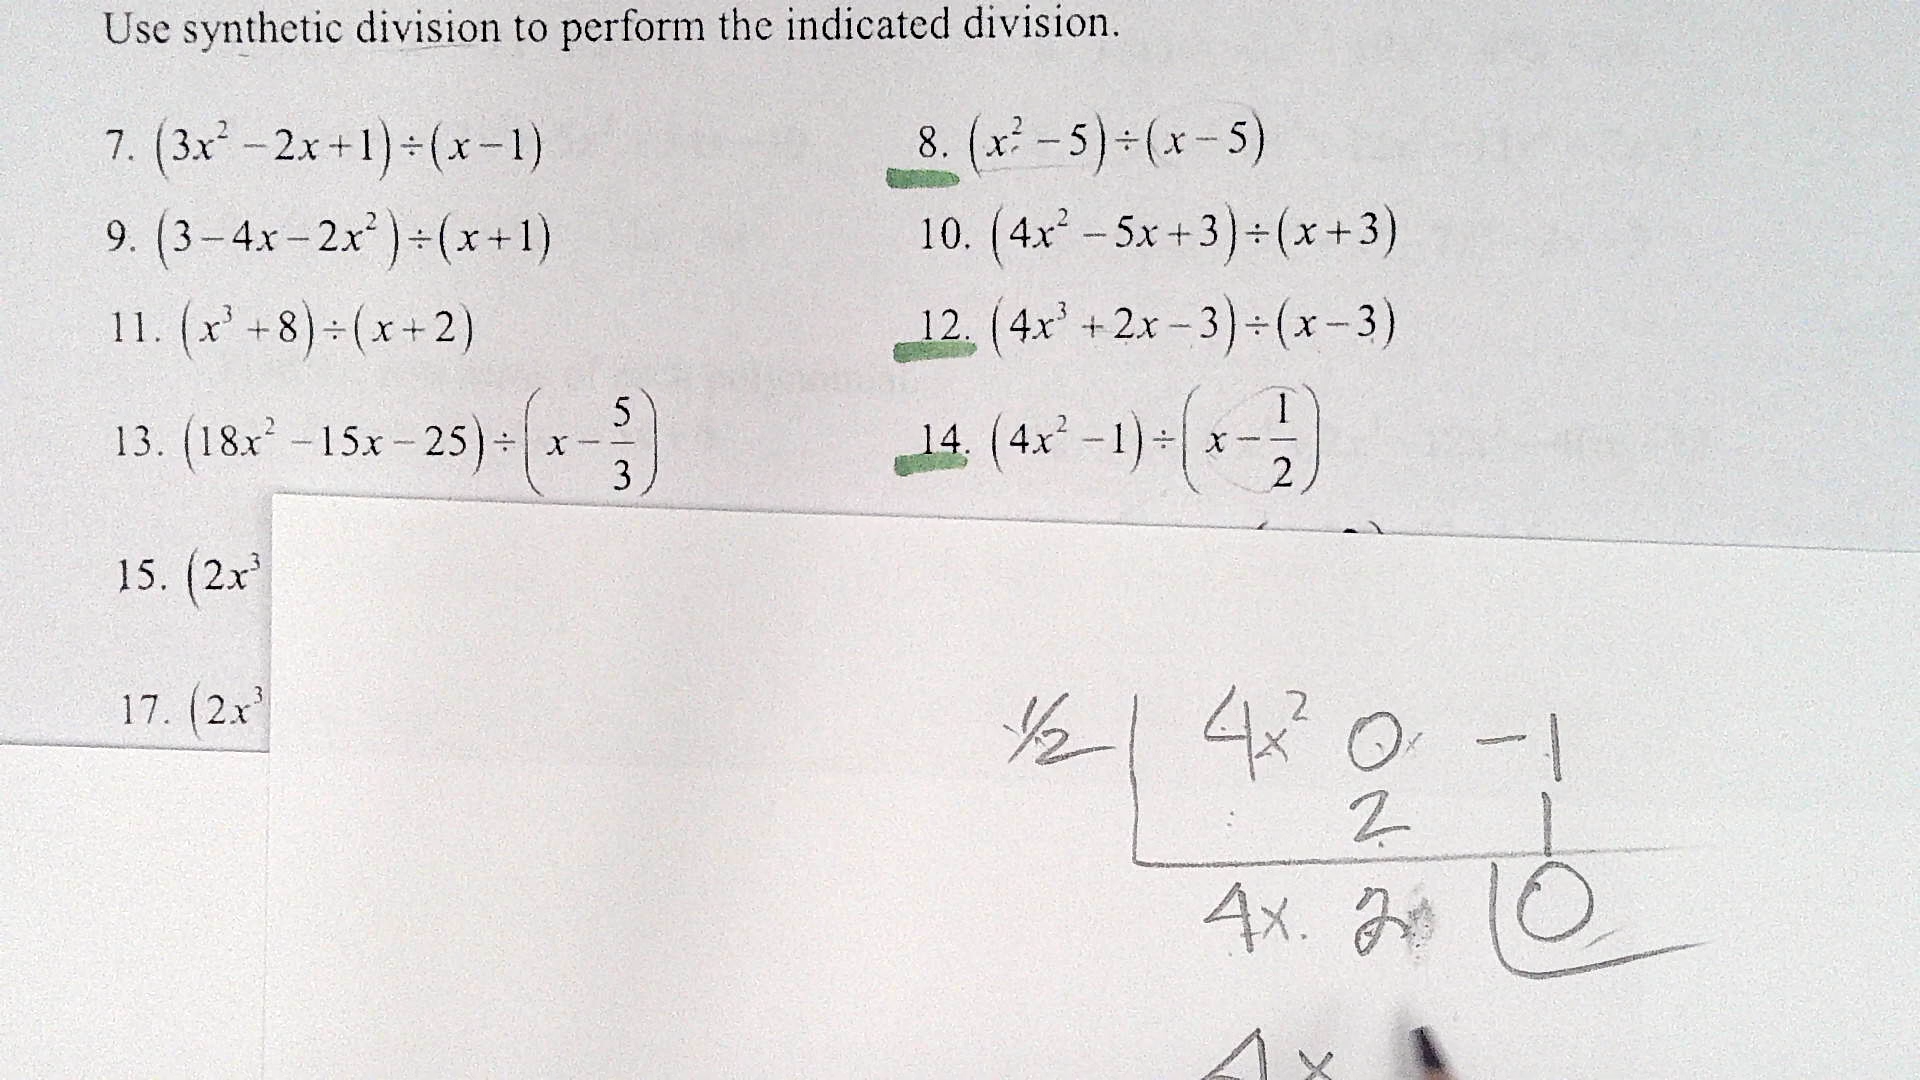 Use synthetic division to perform the indicated division.
7. (3x² − 2x + 1) ÷ (x − 1)
8. (x² − 5) ÷ (x − 5)
9. (3 − 4x − 2x²) ÷ (x + 1)
10. (4x² − 5x + 3) ÷ (x + 3)
11. (x³ + 8) ÷ (x + 2)
12. (4x³ + 2x − 3) ÷ (x − 3)
13. (18x² − 15x − 25) ÷ (x − 5/3)
14. (4x² − 1) ÷ (x − 1/2)
15. (2x³
17. (2x³
1/2 | 4x² 0x − 1
2 1
4x 2 | 0
4x